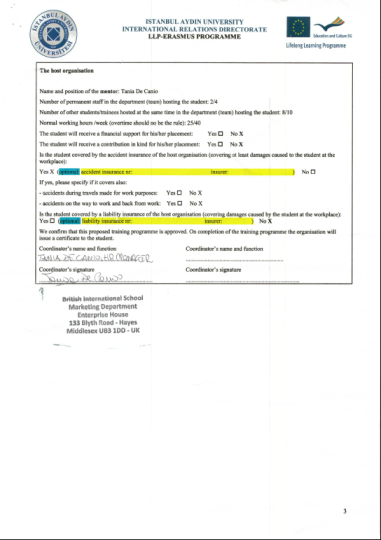 ISTANBUL AYDIN UNIVERSITY
INTERNATIONAL RELATIONS DIRECTORATE
LLP-ERASMUS PROGRAMME
Education and Culture DG
Lifelong Learning Programme
The host organisation
Name and position of the mentor: Tania De Canio
Number of permanent staff in the department (team) hosting the student: 2/4
Number of other students/trainees hosted at the same time in the department (team) hosting the student: 8/10
Normal working hours /week (overtime should no be the rule): 25/40
The student will receive a financial support for his/her placement: Yes ☐ No X
The student will receive a contribution in kind for his/her placement: Yes ☐ No X
Is the student covered by the accident insurance of the host organisation (covering at least damages caused to the student at the
workplace):
Yes X (optional: accident insurance nr: insurer: ) No ☐
If yes, please specify if it covers also:
- accidents during travels made for work purposes: Yes ☐ No X
- accidents on the way to work and back from work: Yes ☐ No X
Is the student covered by a liability insurance of the host organisation (covering damages caused by the student at the workplace):
Yes ☐ (optional: liability insurance nr: insurer: ) No X
We confirm that this proposed training programme is approved. On completion of the training programme the organisation will
issue a certificate to the student.
Coordinator's name and function Coordinator's name and function
TANIA DE CANIO, HR MANAGER
Coordinator's signature Coordinator's signature
British International School
Marketing Department
Enterprise House
133 Blyth Road - Hayes
Middlesex UB3 1DD - UK
3